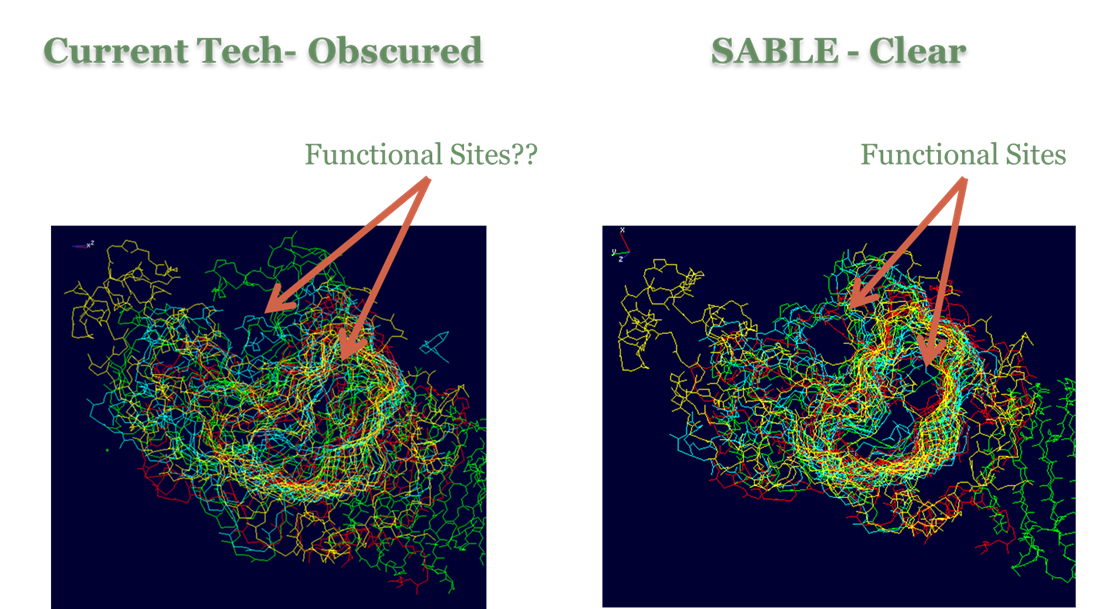 Current Tech- Obscured
SABLE - Clear
Functional Sites??
Functional Sites
x z
x
y
z